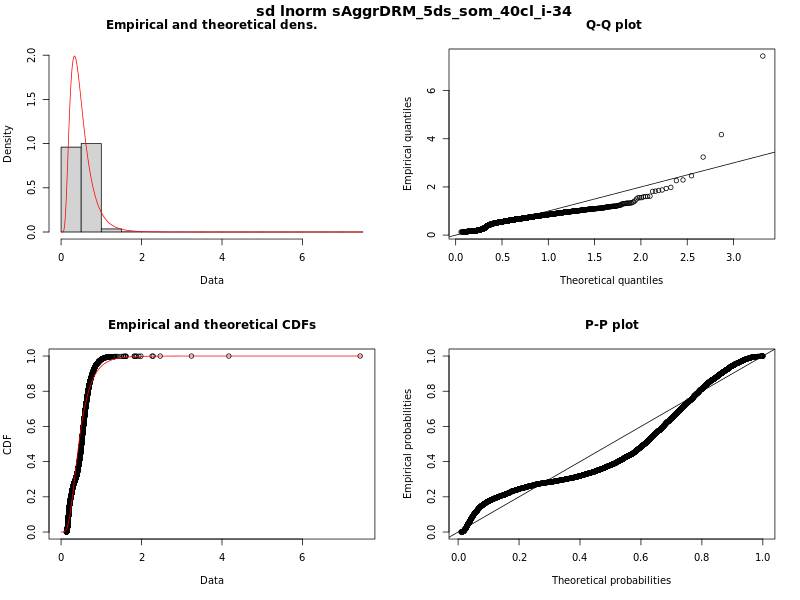 sd lnorm sAggrDRM_5ds_som_40cl_i-34
Empirical and theoretical dens.
Density
0.0 0.5 1.0 1.5 2.0
0 2 4 6
Data
Q-Q plot
Empirical quantiles
0 2 4 6
0.0 0.5 1.0 1.5 2.0 2.5 3.0
Theoretical quantiles
Empirical and theoretical CDFs
CDF
0.0 0.2 0.4 0.6 0.8 1.0
0 2 4 6
Data
P-P plot
Empirical probabilities
0.0 0.2 0.4 0.6 0.8 1.0
0.0 0.2 0.4 0.6 0.8 1.0
Theoretical probabilities